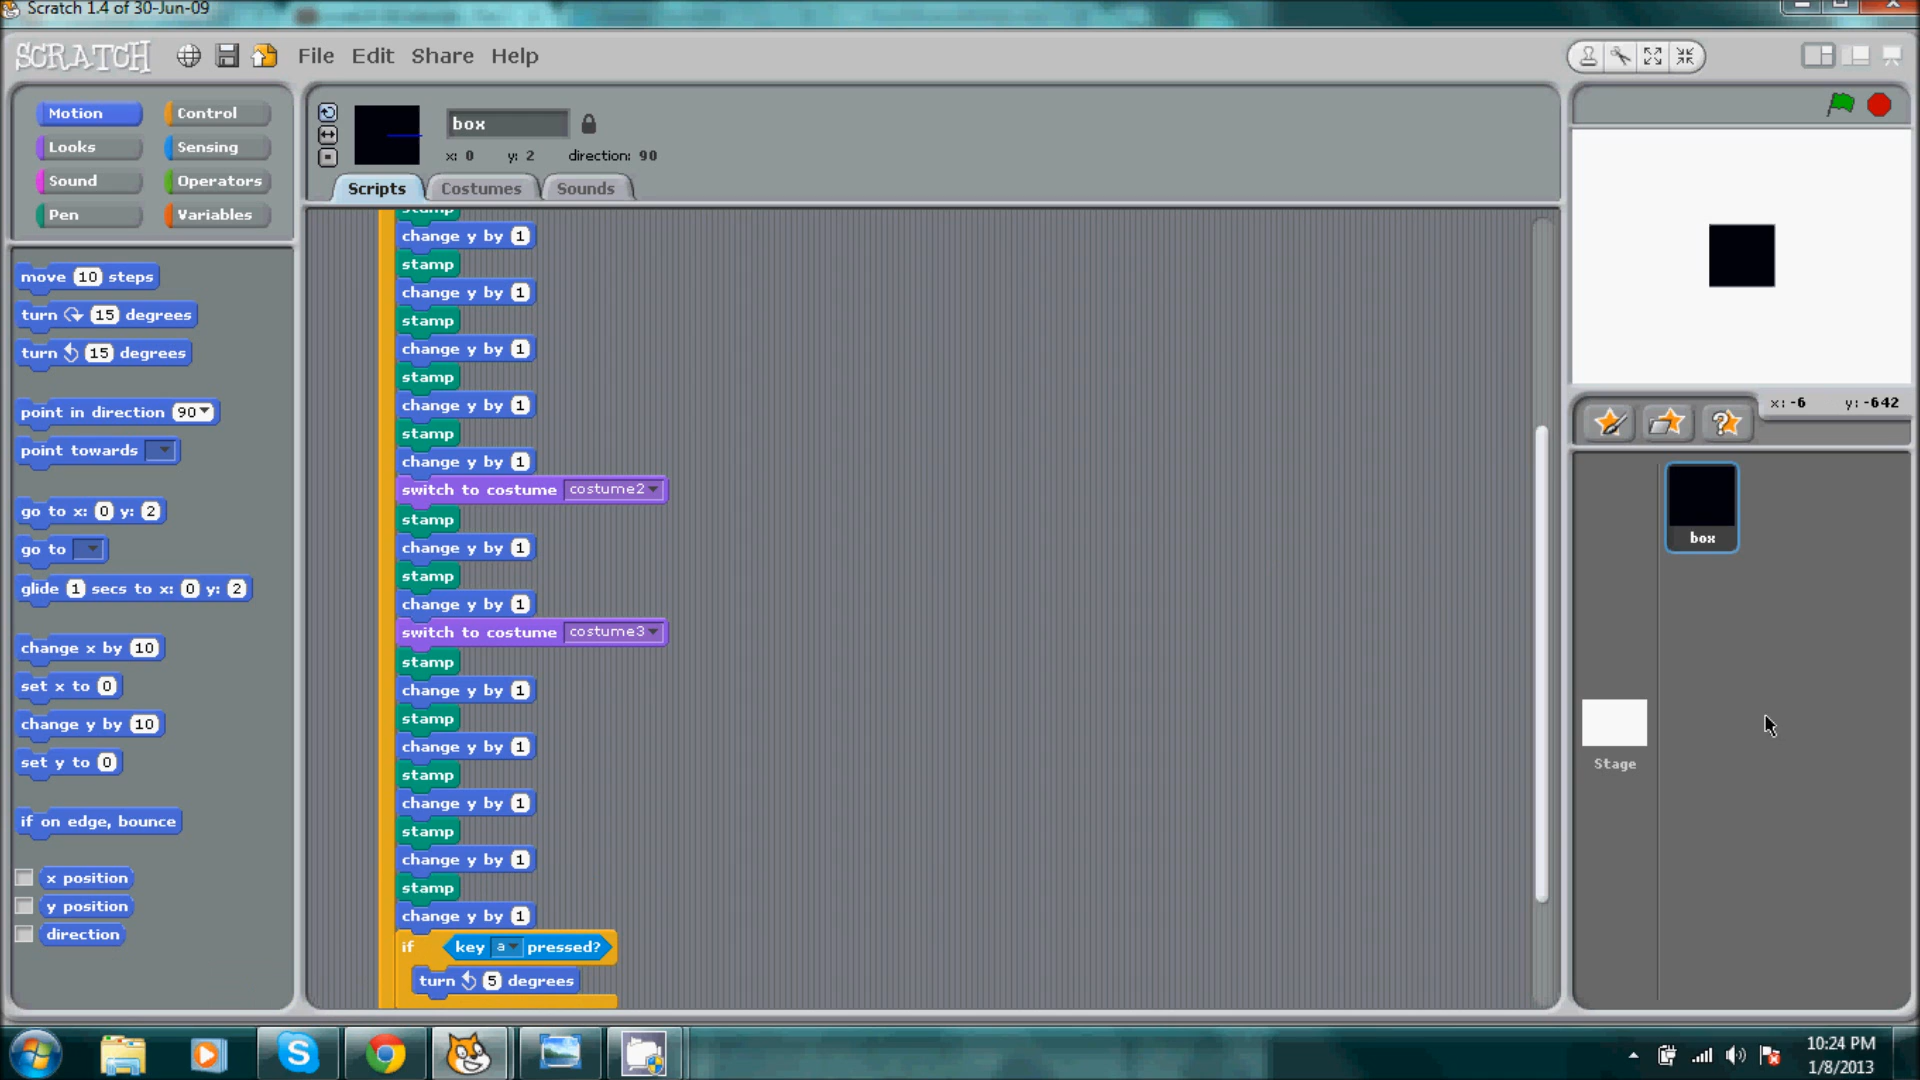 Scratch 1.4 of 30-Jun-09
SCRATCH File Edit Share Help
Motion Control
Looks Sensing
Sound Operators
Pen Variables
box
x: 0 y: 2 direction: 90
Scripts Costumes Sounds
move 10 steps
turn 15 degrees
turn 15 degrees
point in direction 90
point towards
go to x: 0 y: 2
go to
glide 1 secs to x: 0 y: 2
change x by 10
set x to 0
change y by 10
set y to 0
if on edge, bounce
x position
y position
direction
stamp
change y by 1
stamp
change y by 1
stamp
change y by 1
stamp
change y by 1
stamp
change y by 1
switch to costume costume2
stamp
change y by 1
stamp
change y by 1
switch to costume costume3
stamp
change y by 1
stamp
change y by 1
stamp
change y by 1
stamp
change y by 1
stamp
change y by 1
if key a pressed?
turn 5 degrees
x: -6 y: -642
box
Stage
10:24 PM
1/8/2013